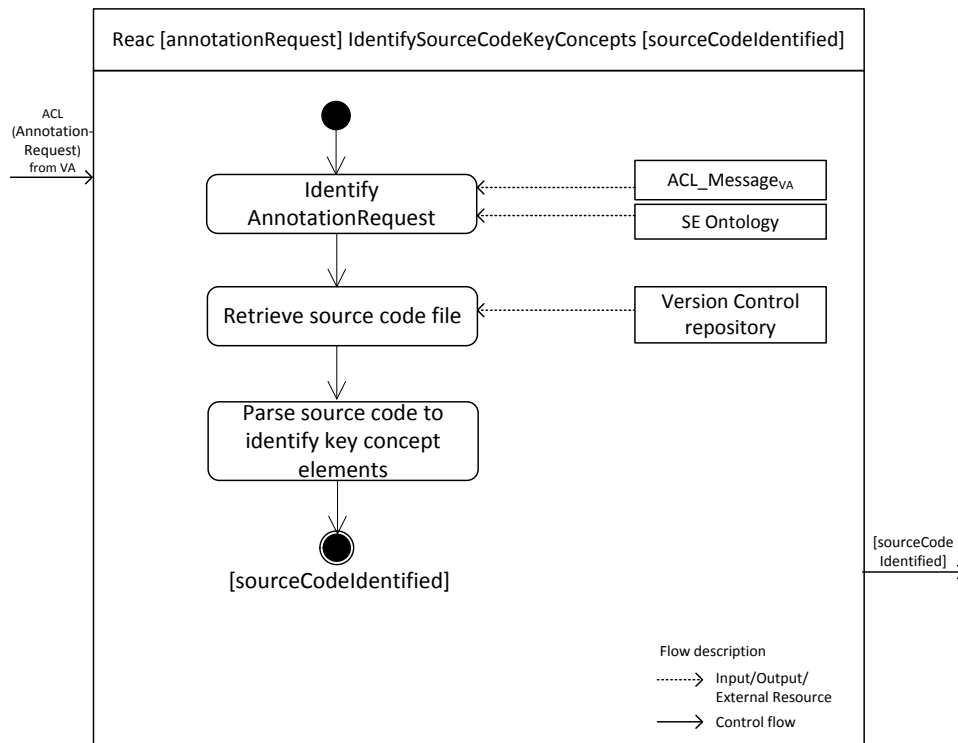 Reac [annotationRequest] IdentifySourceCodeKeyConcepts [sourceCodeIdentified]
ACL
(Annotation-
Request)
from VA
Identify
AnnotationRequest
ACL_MessageVA
SE Ontology
Retrieve source code file
Version Control
repository
Parse source code to
identify key concept
elements
[sourceCodeIdentified]
[sourceCode
Identified]
Flow description
Input/Output/
External Resource
Control flow